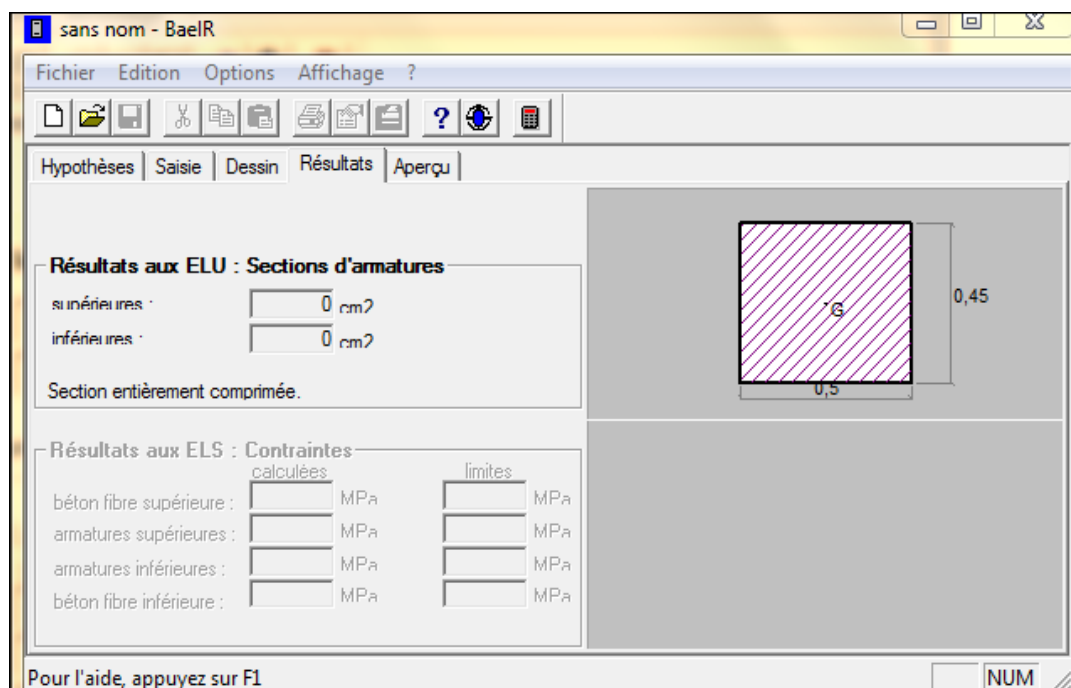 sans nom - BaelR
Fichier Edition Options Affichage ?
?
Hypothèses Saisie Dessin Résultats Aperçu
Résultats aux ELU : Sections d'armatures
supérieures : 0 cm2
inférieures : 0 cm2
Section entièrement comprimée.
G
0,45
0,5
Résultats aux ELS : Contraintes
calculées limites
béton fibre supérieure : MPa MPa
armatures supérieures : MPa MPa
armatures inférieures : MPa MPa
béton fibre inférieure : MPa MPa
Pour l'aide, appuyez sur F1
NUM